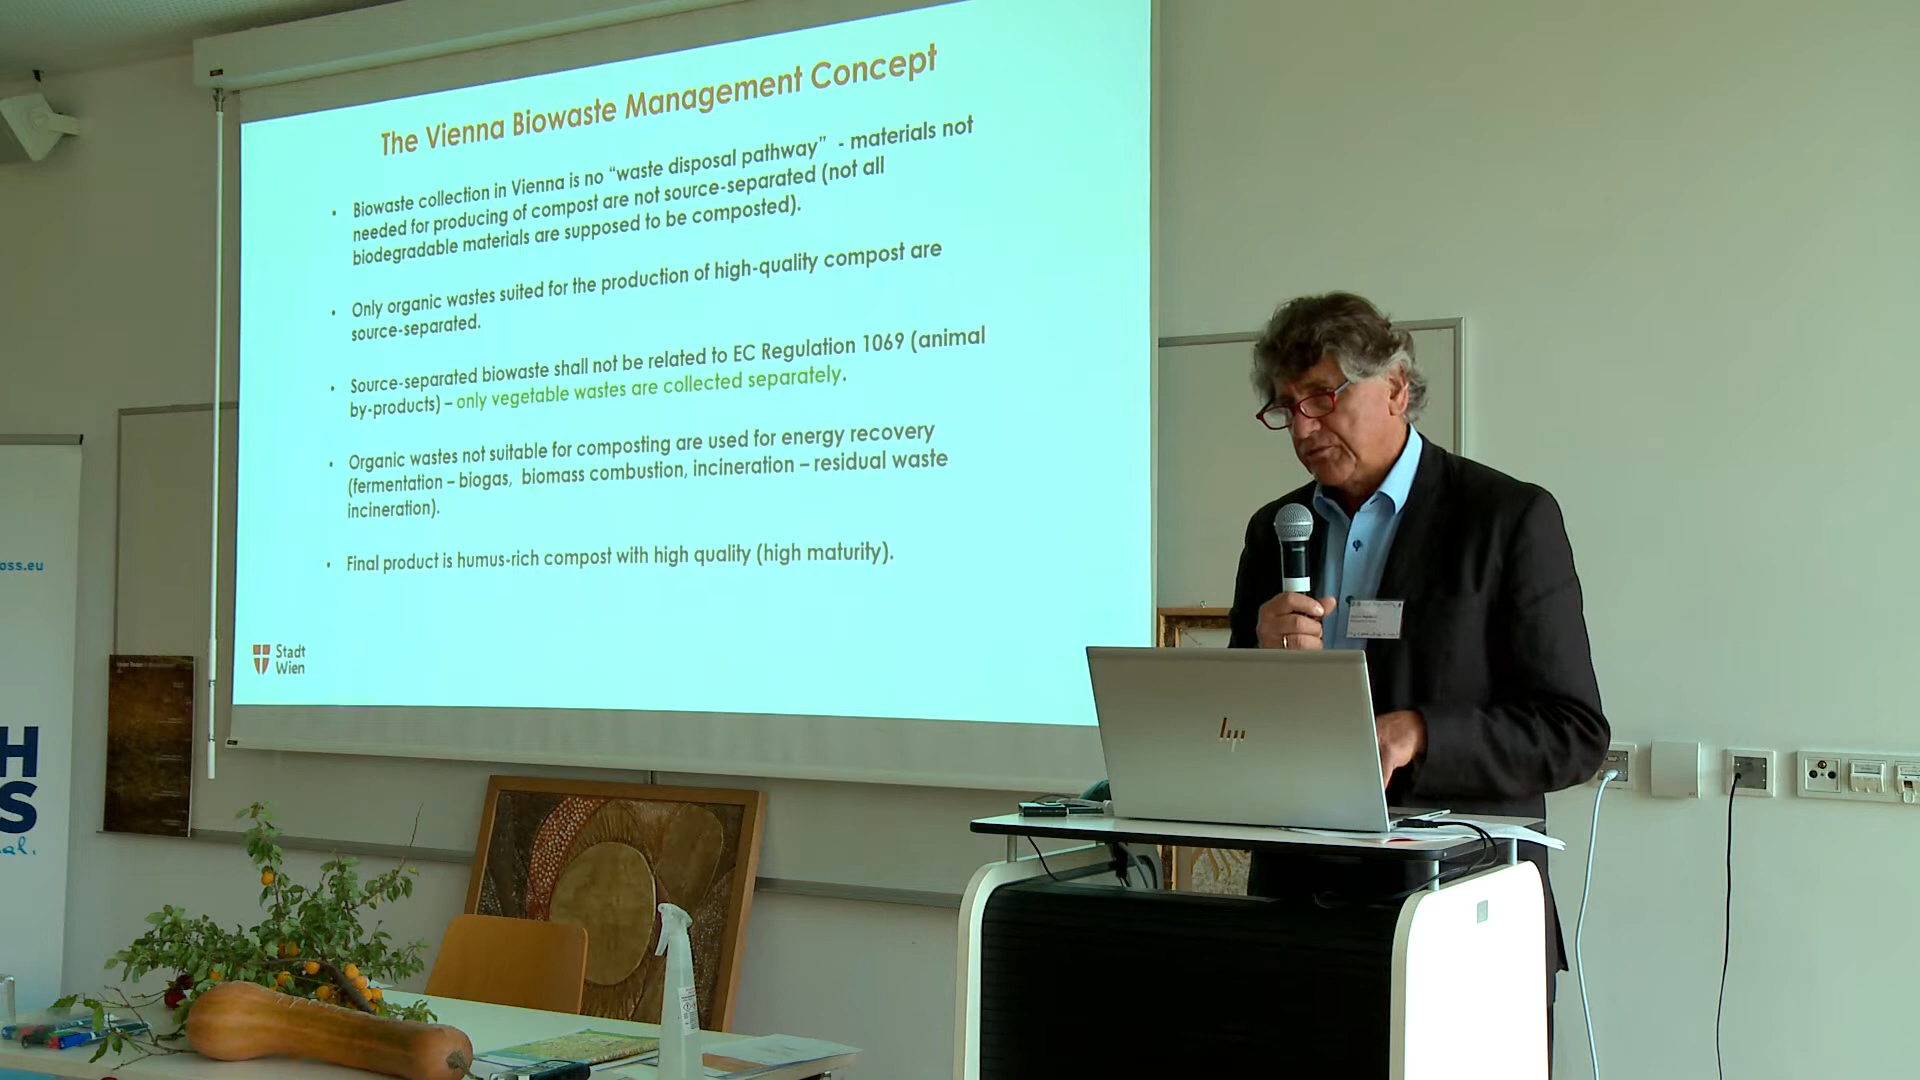 The Vienna Biowaste Management Concept
• Biowaste collection in Vienna is no “waste disposal pathway” - materials not
needed for producing of compost are not source-separated (not all
biodegradable materials are supposed to be composted).
• Only organic wastes suited for the production of high-quality compost are
source-separated.
• Source-separated biowaste shall not be related to EC Regulation 1069 (animal
by-products) – only vegetable wastes are collected separately.
• Organic wastes not suitable for composting are used for energy recovery
(fermentation – biogas, biomass combustion, incineration – residual waste
incineration).
• Final product is humus-rich compost with high quality (high maturity).
Stadt
Wien
oss.eu
H
S
al.
hp